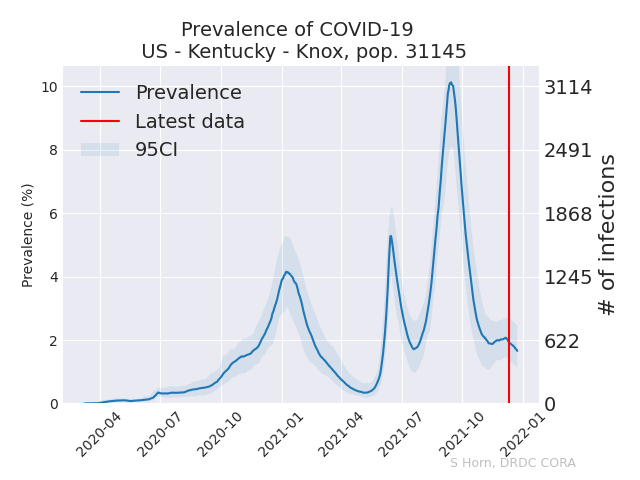 Prevalence of COVID-19
US - Kentucky - Knox, pop. 31145
Prevalence
Latest data
95CI
Prevalence (%)
10
8
6
4
2
0
3114
2491
1868
1245
622
0
# of infections
2020-04
2020-07
2020-10
2021-01
2021-04
2021-07
2021-10
2022-01
S Horn, DRDC CORA